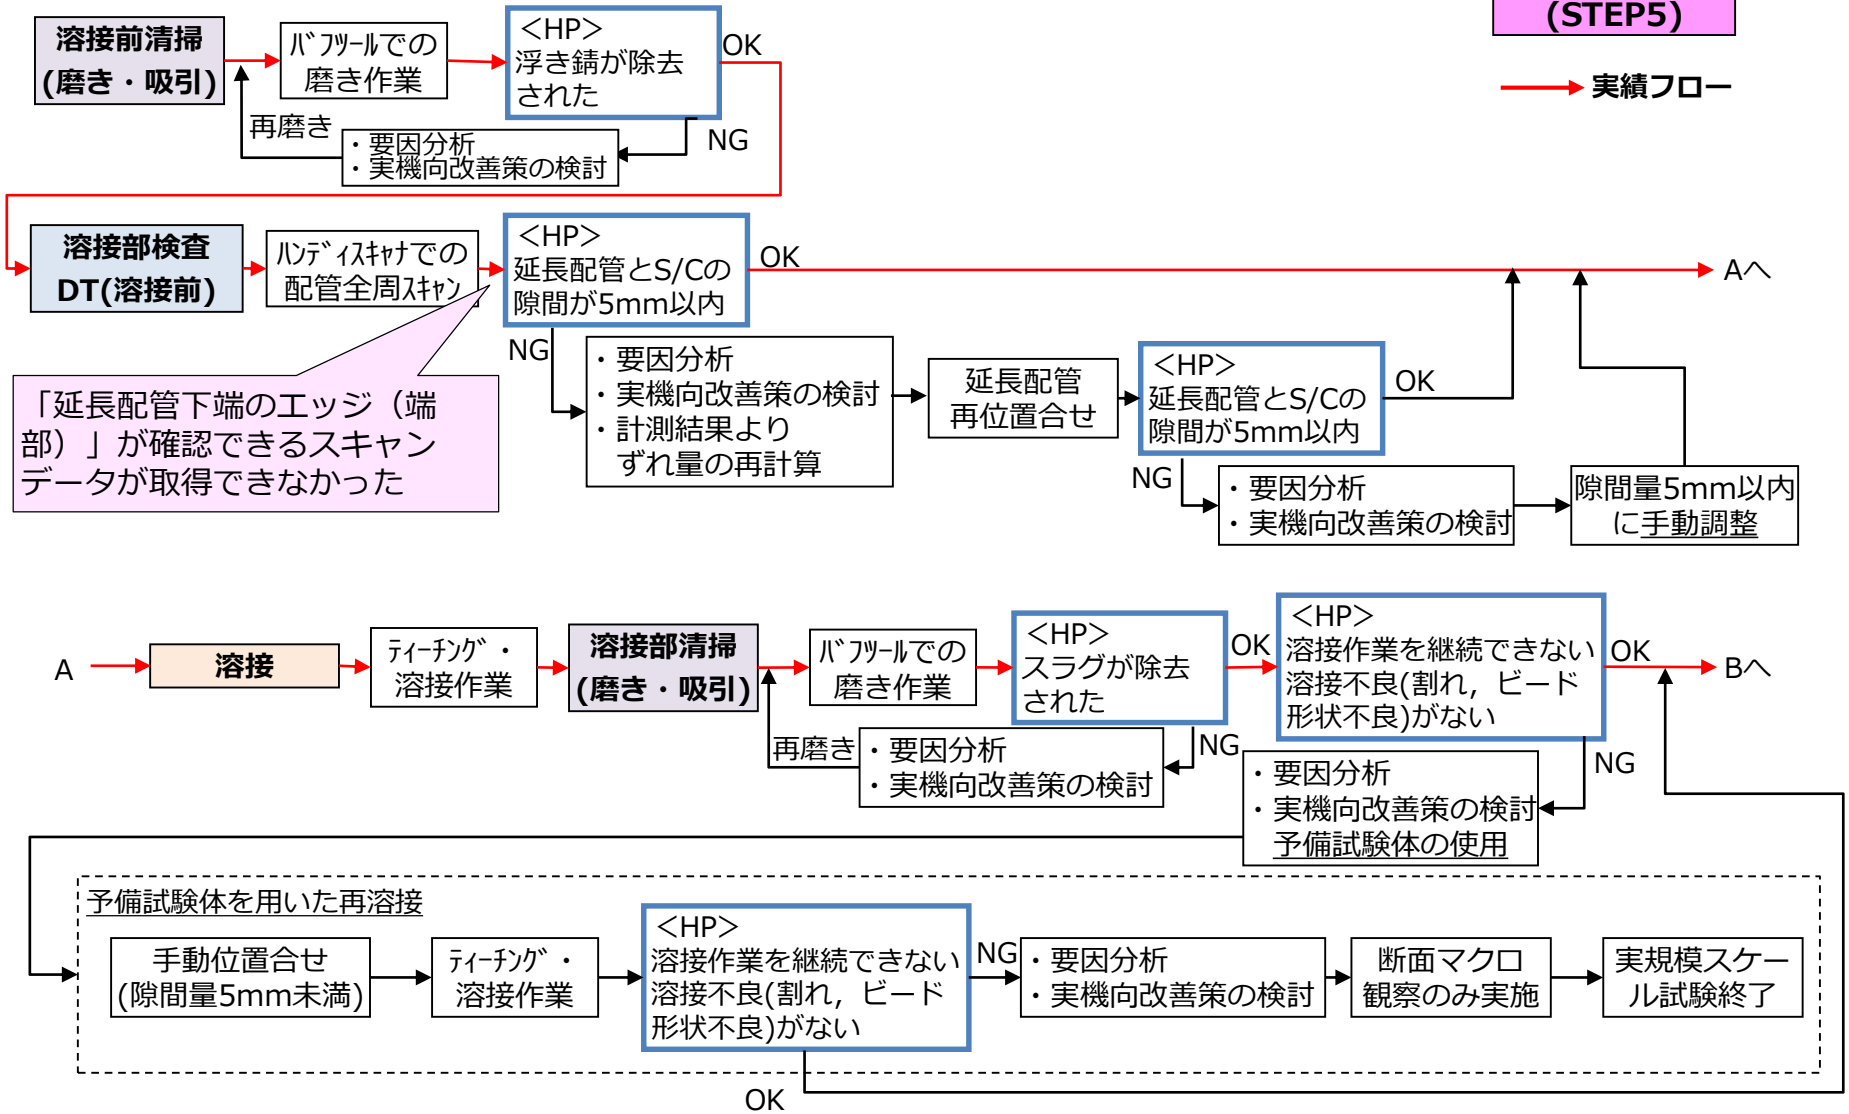 (STEP5)
実績フロー
溶接前清掃
(磨き・吸引)
ﾊﾞﾌﾂｰﾙでの
磨き作業
＜HP＞
浮き錆が除去
された
OK
NG
再磨き
・要因分析
・実機向改善策の検討
溶接部検査
DT(溶接前)
ﾊﾝﾃﾞｨｽｷｬﾅでの
配管全周ｽｷｬﾝ
＜HP＞
延長配管とS/Cの
隙間が5mm以内
OK
Aへ
NG
・要因分析
・実機向改善策の検討
・計測結果より
ずれ量の再計算
延長配管
再位置合せ
＜HP＞
延長配管とS/Cの
隙間が5mm以内
OK
NG
・要因分析
・実機向改善策の検討
隙間量5mm以内
に手動調整
「延長配管下端のエッジ（端
部）」が確認できるスキャン
データが取得できなかった
A
溶接
ﾃｨｰﾁﾝｸﾞ・
溶接作業
溶接部清掃
(磨き・吸引)
ﾊﾞﾌﾂｰﾙでの
磨き作業
＜HP＞
スラグが除去
された
OK
＜HP＞
溶接作業を継続できない
溶接不良(割れ，ビード
形状不良)がない
OK
Bへ
再磨き
・要因分析
・実機向改善策の検討
NG
NG
・要因分析
・実機向改善策の検討
予備試験体の使用
予備試験体を用いた再溶接
手動位置合せ
(隙間量5mm未満)
ﾃｨｰﾁﾝｸﾞ・
溶接作業
＜HP＞
溶接作業を継続できない
溶接不良(割れ，ビード
形状不良)がない
NG
・要因分析
・実機向改善策の検討
断面マクロ
観察のみ実施
実規模スケー
ル試験終了
OK